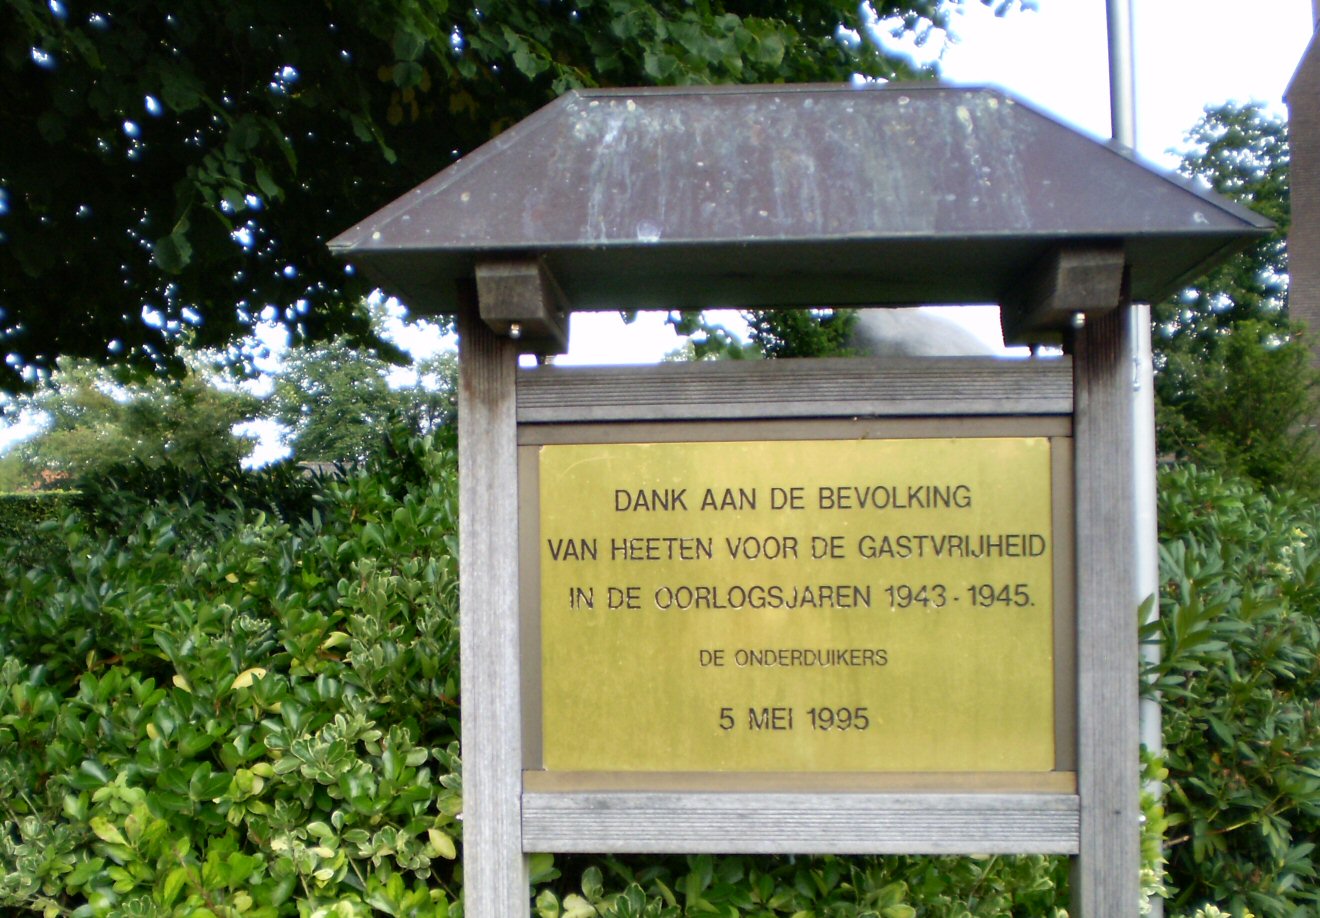 DANK AAN DE BEVOLKING
VAN HEETEN VOOR DE GASTVRIJHEID
IN DE OORLOGSJAREN 1943 - 1945.
DE ONDERDUIKERS
5 MEI 1995